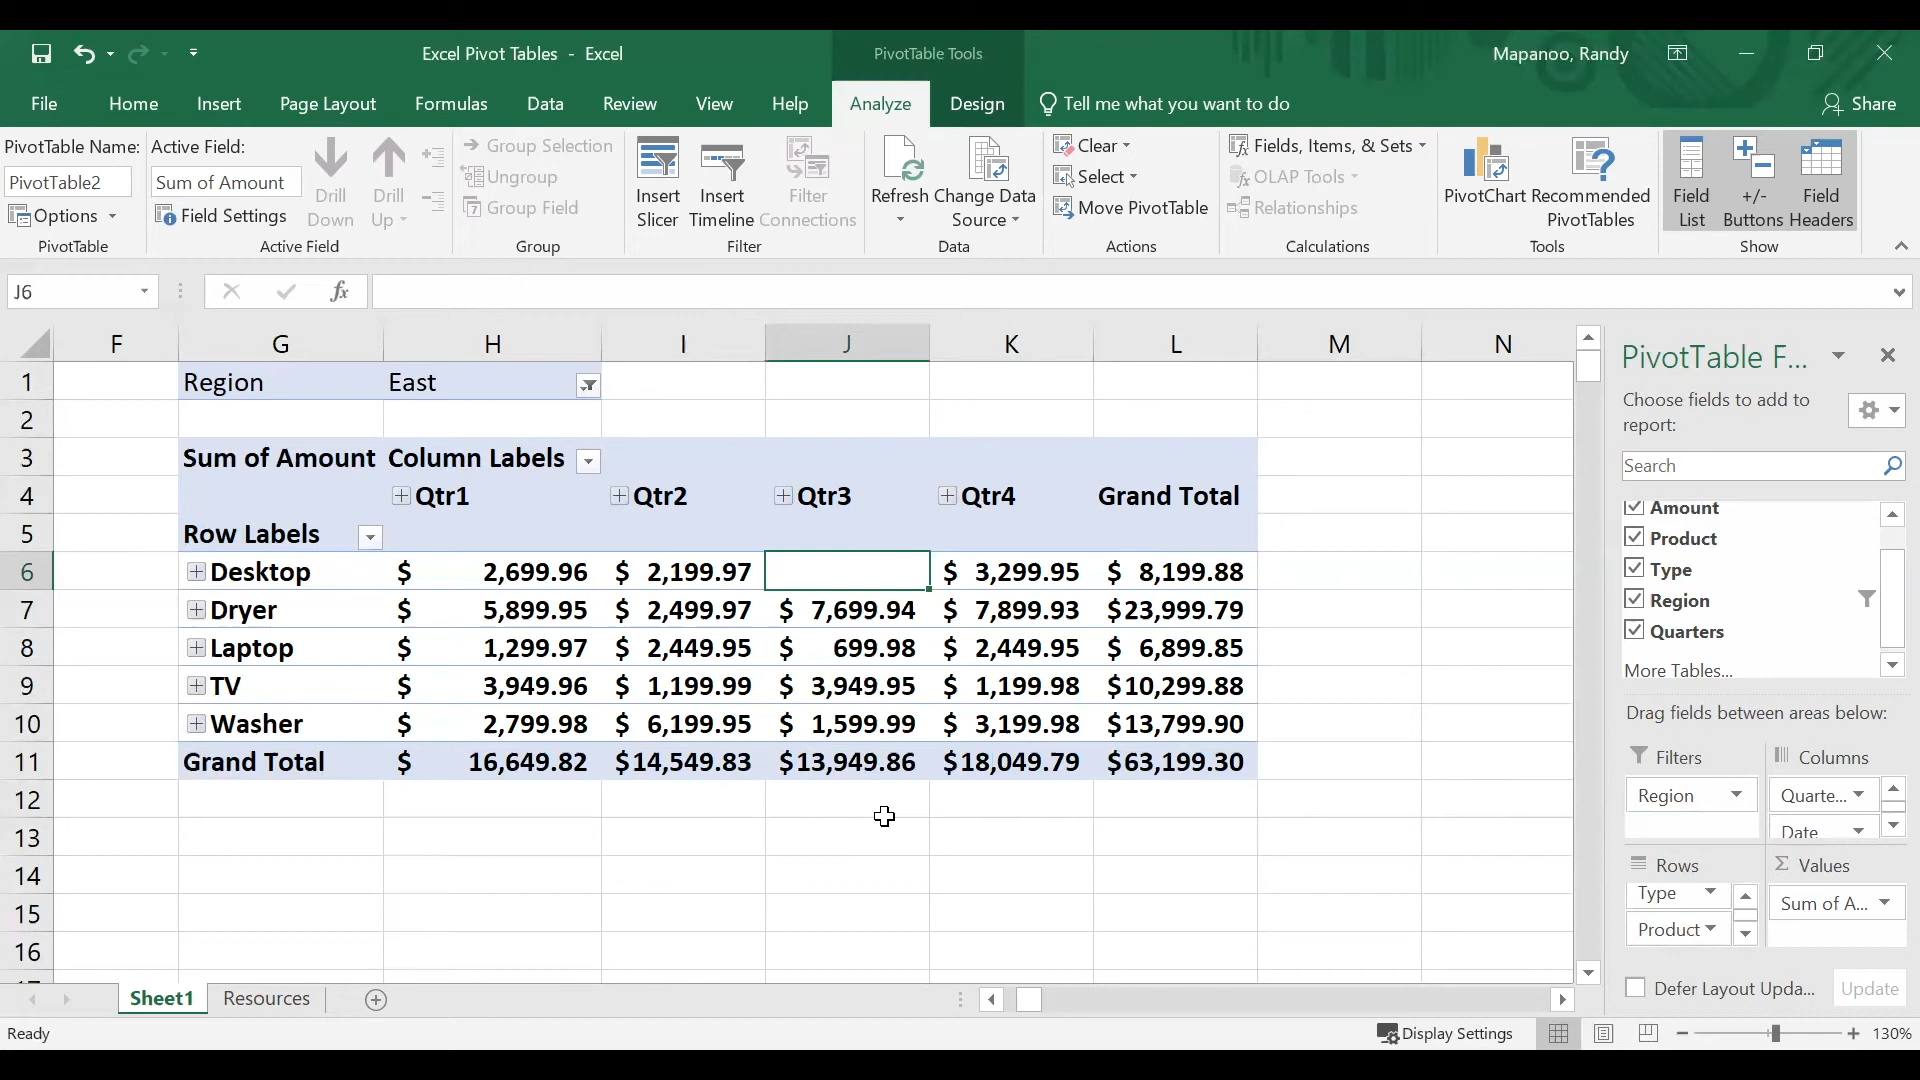 Excel Pivot Tables - Excel
PivotTable Tools
Mapanoo, Randy
File Home Insert Page Layout Formulas Data Review View Help Analyze Design Tell me what you want to do Share
PivotTable Name:
PivotTable2
Options
PivotTable
Active Field:
Sum of Amount
Field Settings
Drill Down
Drill Up
Active Field
Group Selection
Ungroup
Group Field
Group
Insert Slicer
Insert Timeline
Filter Connections
Filter
Refresh
Change Data Source
Data
Clear
Select
Move PivotTable
Actions
Fields, Items, & Sets
OLAP Tools
Relationships
Calculations
PivotChart
Recommended PivotTables
Tools
Field List
+/- Buttons
Field Headers
Show
J6
fx
F G H I J K L M N
1 Region East
2
3 Sum of Amount Column Labels
4 Qtr1 Qtr2 Qtr3 Qtr4 Grand Total
5 Row Labels
6 Desktop $ 2,699.96 $ 2,199.97 $ 3,299.95 $ 8,199.88
7 Dryer $ 5,899.95 $ 2,499.97 $ 7,699.94 $ 7,899.93 $23,999.79
8 Laptop $ 1,299.97 $ 2,449.95 $ 699.98 $ 2,449.95 $ 6,899.85
9 TV $ 3,949.96 $ 1,199.99 $ 3,949.95 $ 1,199.98 $10,299.88
10 Washer $ 2,799.98 $ 6,199.95 $ 1,599.99 $ 3,199.98 $13,799.90
11 Grand Total $ 16,649.82 $14,549.83 $13,949.86 $18,049.79 $63,199.30
12
13
14
15
16
PivotTable F...
Choose fields to add to
report:
Search
Amount
Product
Type
Region
Quarters
More Tables...
Drag fields between areas below:
Filters
Region
Columns
Quarte...
Date
Rows
Type
Product
Σ Values
Sum of A...
Defer Layout Upda... Update
Sheet1 Resources
Ready
Display Settings
130%